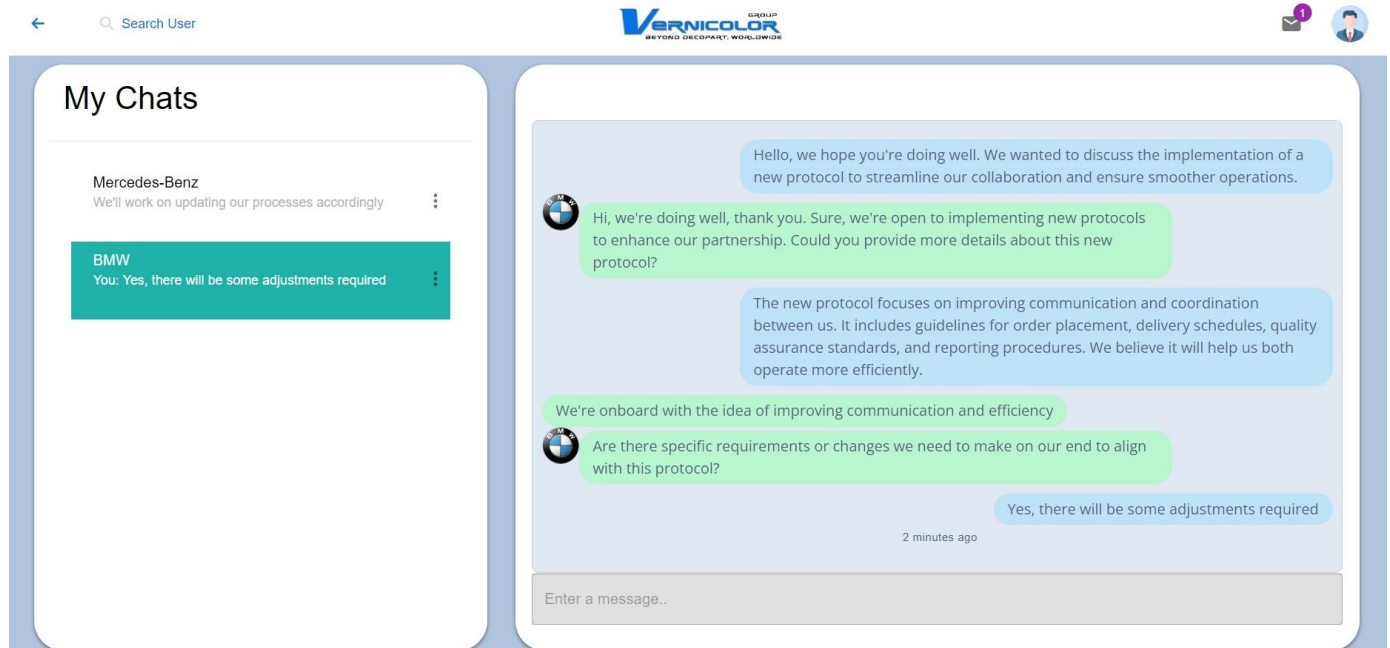 Search User
GROUP
VERNICOLOR
BEYOND DECOPART, WORLDWIDE
1
My Chats
Mercedes-Benz
We'll work on updating our processes accordingly
BMW
You: Yes, there will be some adjustments required
Hello, we hope you're doing well. We wanted to discuss the implementation of a
new protocol to streamline our collaboration and ensure smoother operations.
BMW
Hi, we're doing well, thank you. Sure, we're open to implementing new protocols
to enhance our partnership. Could you provide more details about this new
protocol?
The new protocol focuses on improving communication and coordination
between us. It includes guidelines for order placement, delivery schedules, quality
assurance standards, and reporting procedures. We believe it will help us both
operate more efficiently.
We're onboard with the idea of improving communication and efficiency
BMW
Are there specific requirements or changes we need to make on our end to align
with this protocol?
Yes, there will be some adjustments required
2 minutes ago
Enter a message..